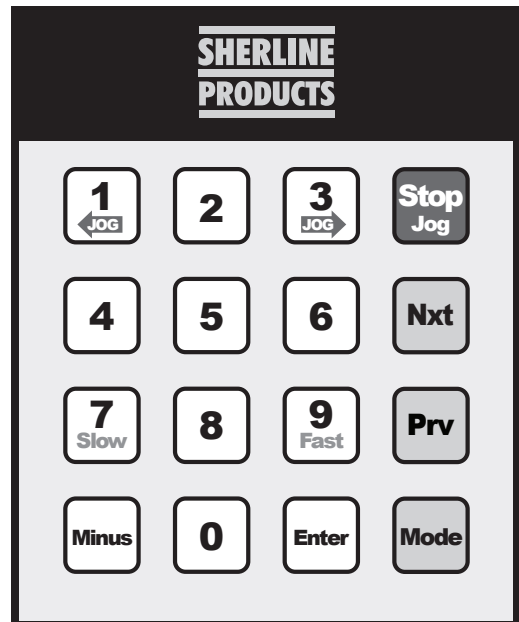 SHERLINE
PRODUCTS
1 2 3 Stop
JOG JOG Jog
4 5 6 Nxt
7 8 9 Prv
Slow Fast
Minus 0 Enter Mode